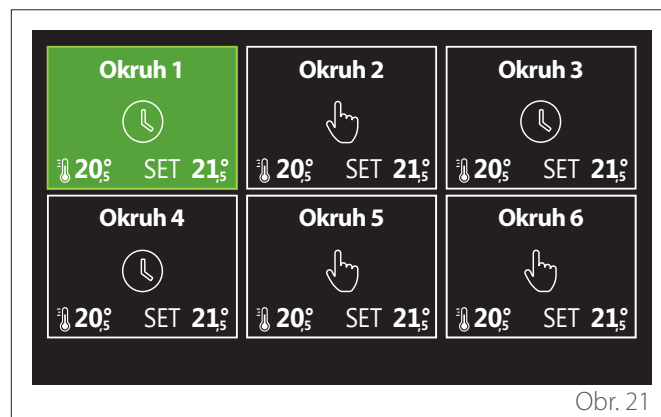 Okruh 1 Okruh 2 Okruh 3
20,5° SET 21,5° 20,5° SET 21,5° 20,5° SET 21,5°
Okruh 4 Okruh 5 Okruh 6
20,5° SET 21,5° 20,5° SET 21,5° 20,5° SET 21,5°
Obr. 21